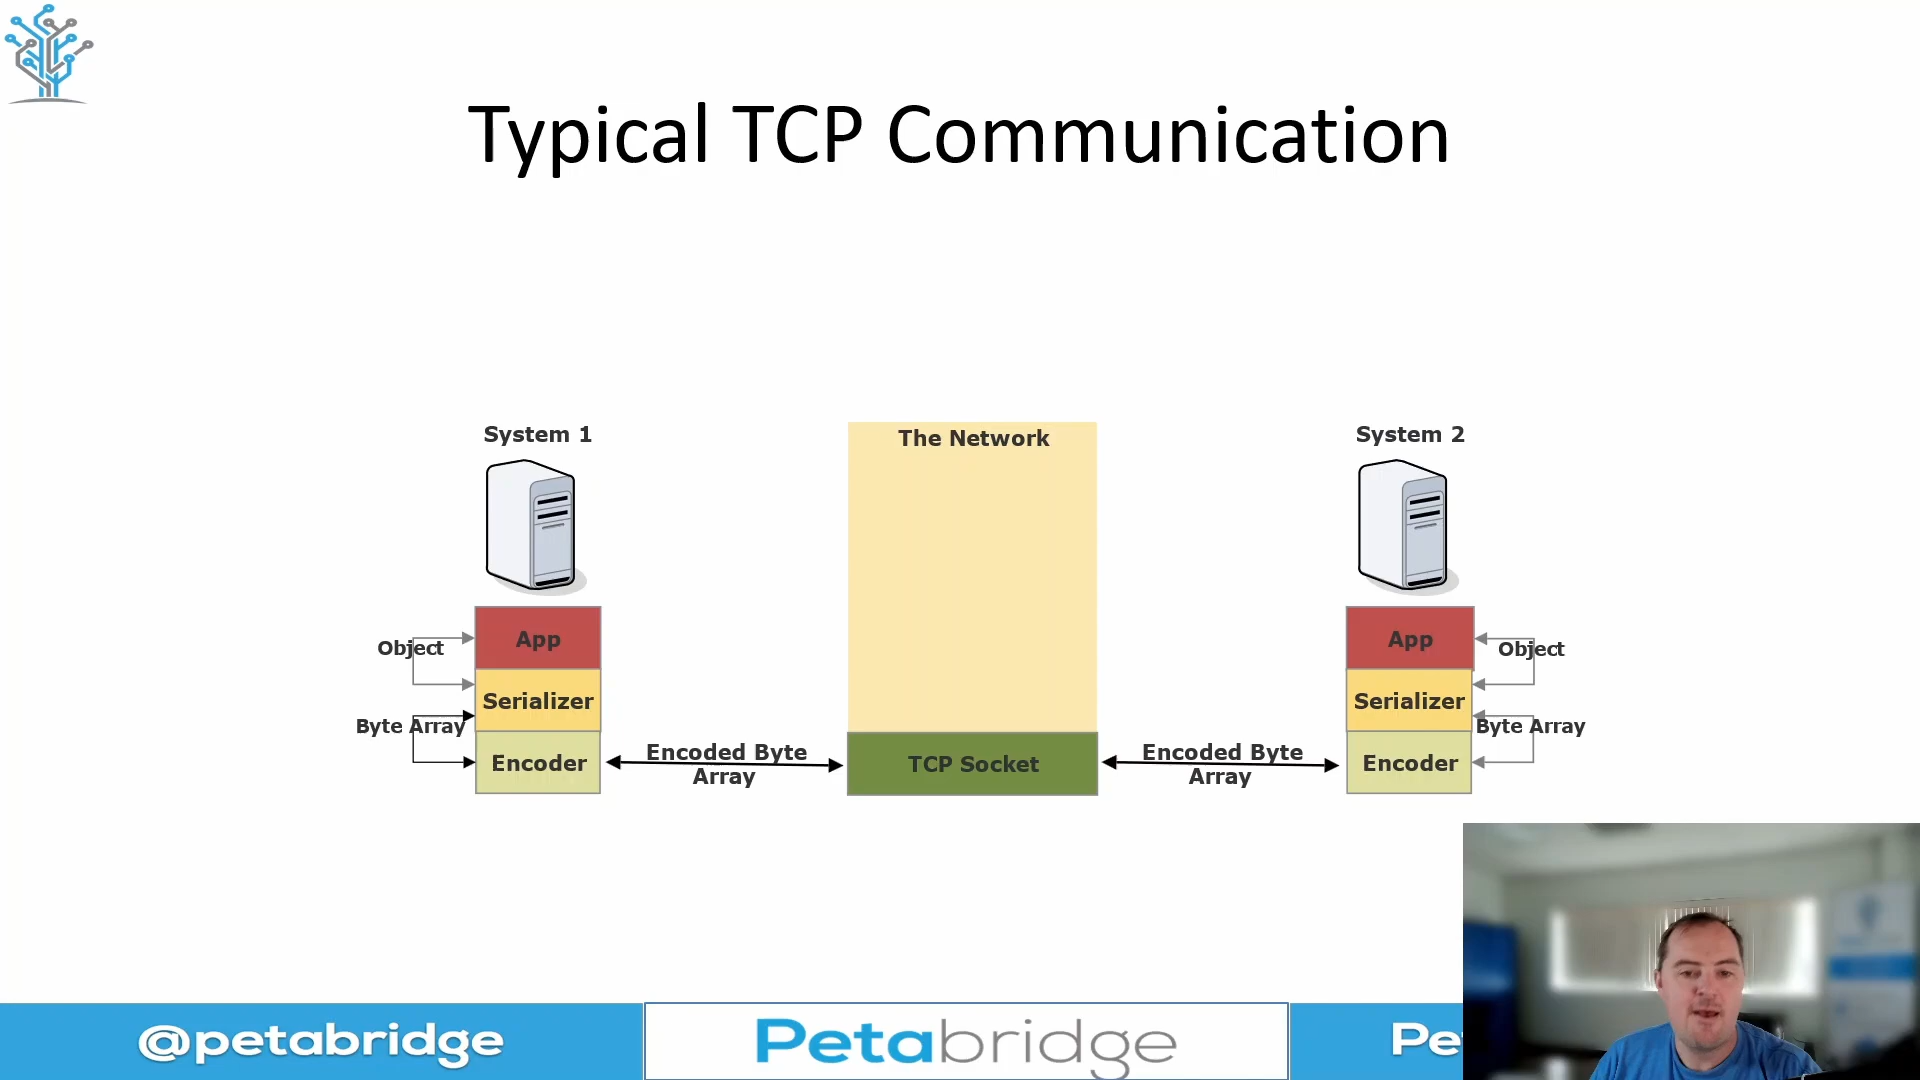 Typical TCP Communication
System 1
The Network
System 2
App
Object
Serializer
Byte Array
Encoder
Encoded Byte
Array
TCP Socket
Encoded Byte
Array
App
Object
Serializer
Byte Array
Encoder
@petabridge
Petabridge
Pe